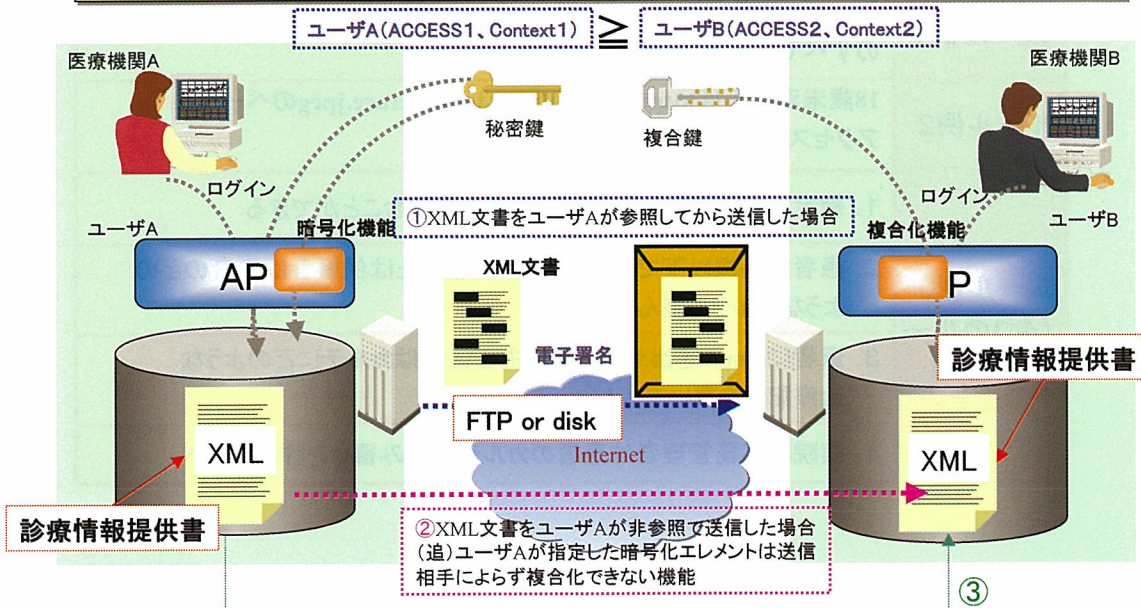 ユーザA(ACCESS1、Context1) ≧ ユーザB(ACCESS2、Context2)
医療機関A
医療機関B
秘密鍵
複合鍵
ログイン
ログイン
①XML文書をユーザAが参照してから送信した場合
ユーザA
暗号化機能
複合化機能
ユーザB
AP
XML文書
P
電子署名
診療情報提供書
FTP or disk
Internet
XML
XML
診療情報提供書
②XML文書をユーザAが非参照で送信した場合
(追)ユーザAが指定した暗号化エレメントは送信
相手によらず複合化できない機能
③